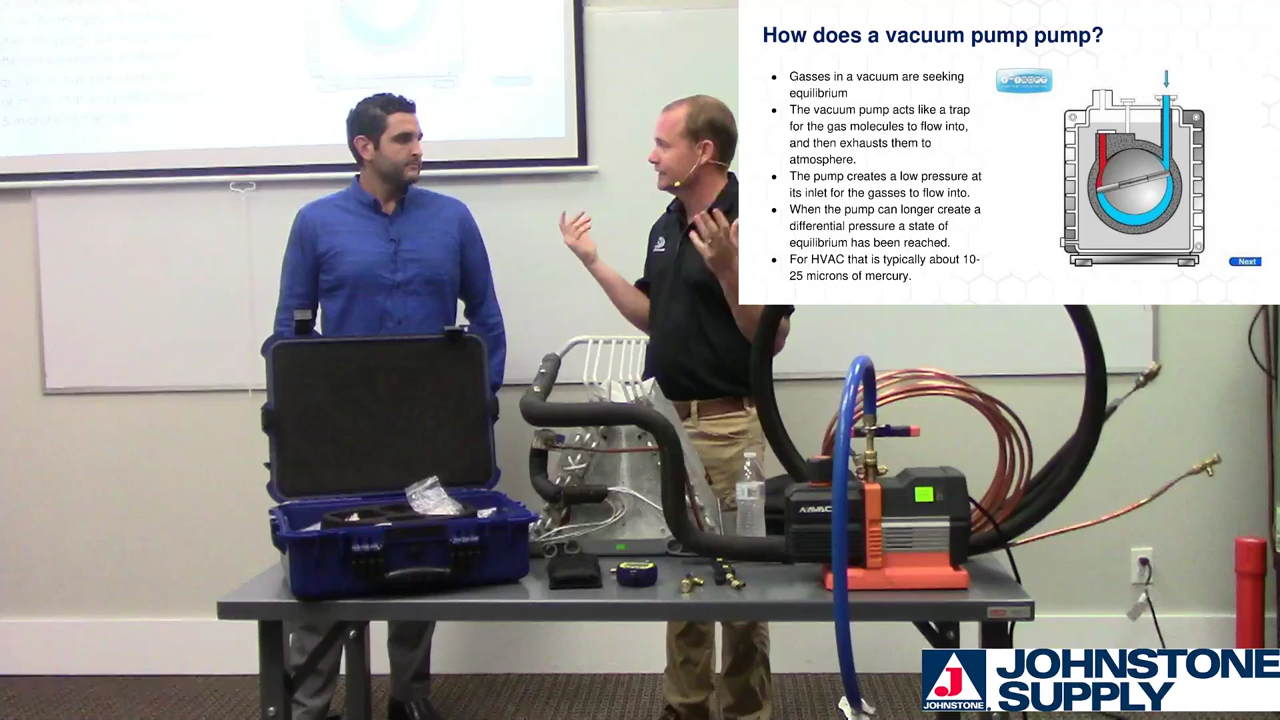 How does a vacuum pump pump?
• Gasses in a vacuum are seeking
equilibrium
• The vacuum pump acts like a trap
for the gas molecules to flow into,
and then exhausts them to
atmosphere.
• The pump creates a low pressure at
its inlet for the gasses to flow into.
• When the pump can longer create a
differential pressure a state of
equilibrium has been reached.
• For HVAC that is typically about 10-
25 microns of mercury.
Next
NAVAC
J
JOHNSTONE
JOHNSTONE
SUPPLY